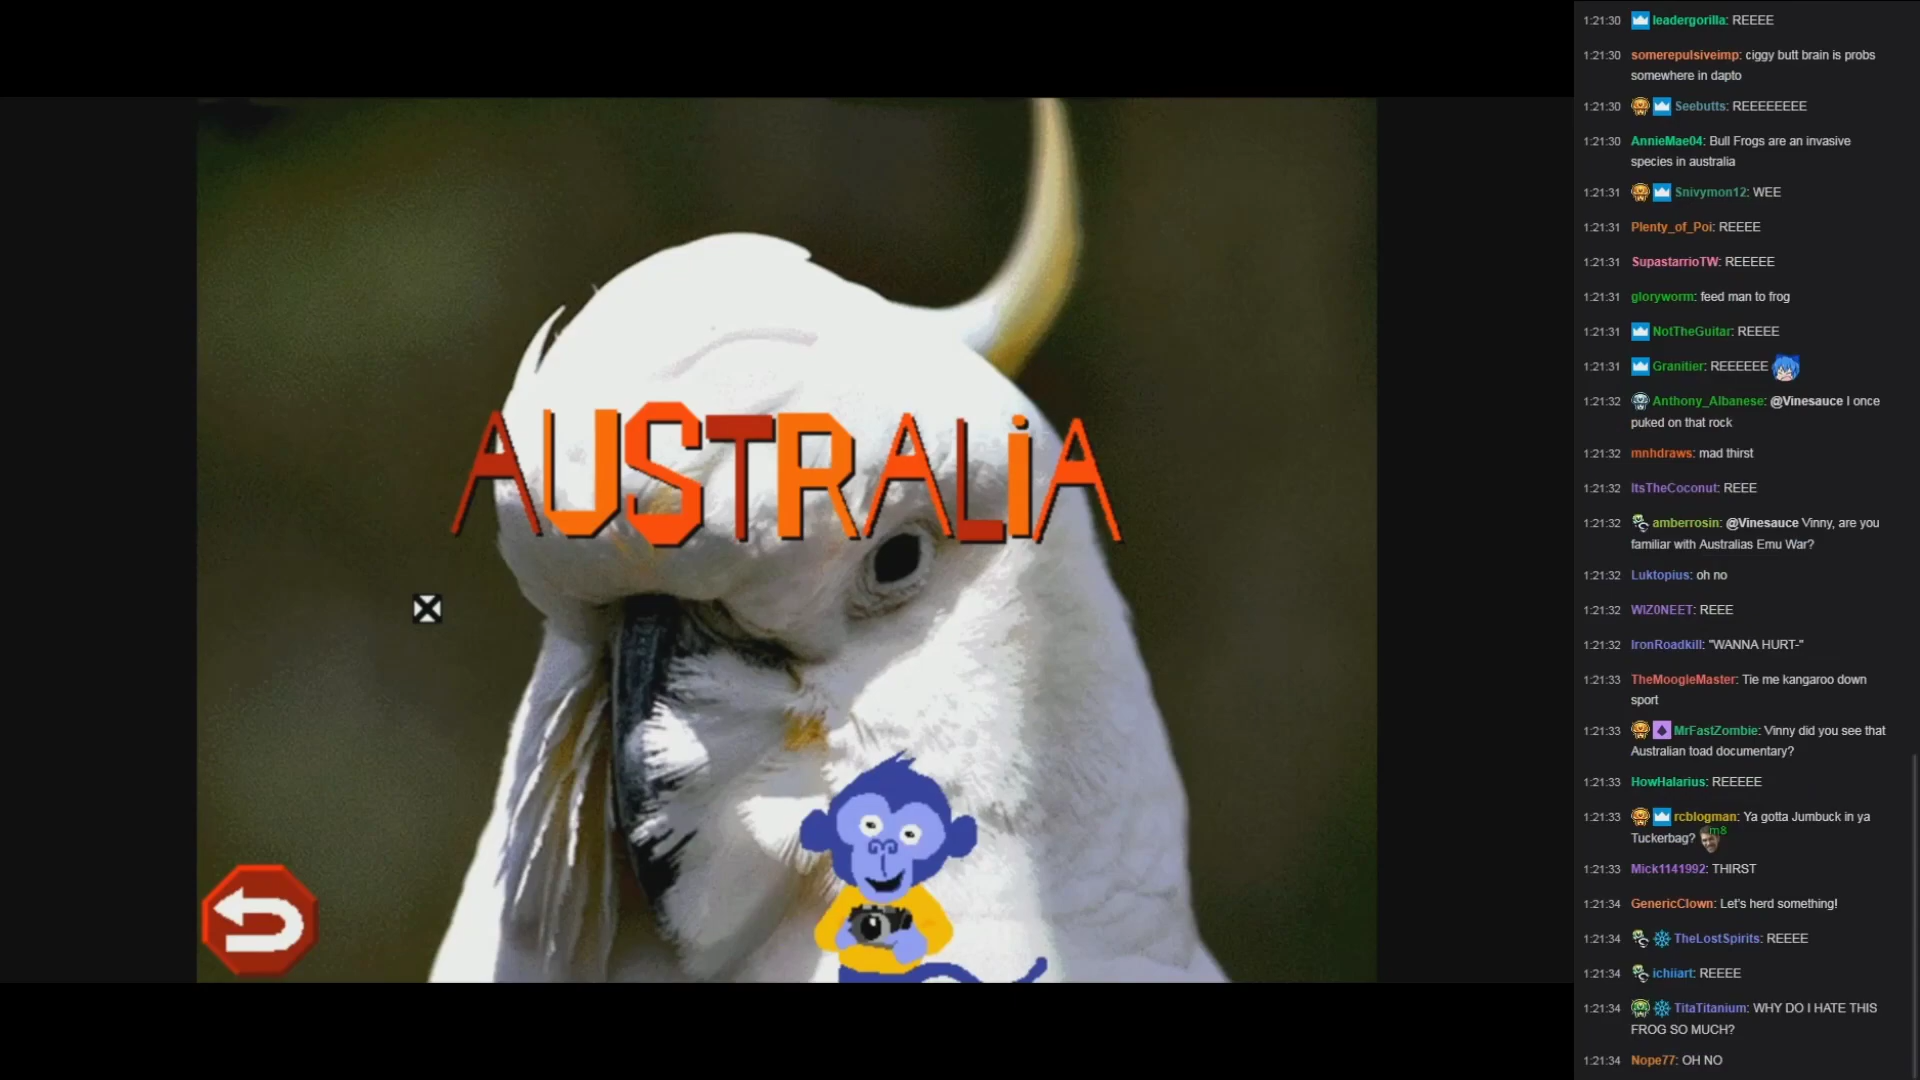 AUSTRALiA
1:21:30 leadergorilla: REEEE
1:21:30 somerepulsiveimp: ciggy butt brain is probs
somewhere in dapto
1:21:30 Seebutts: REEEEEEEE
1:21:30 AnnieMae04: Bull Frogs are an invasive
species in australia
1:21:31 Snivymon12: WEE
1:21:31 Plenty_of_Poi: REEEE
1:21:31 SupastarrioTW: REEEEE
1:21:31 gloryworm: feed man to frog
1:21:31 NotTheGuitar: REEEE
1:21:31 Granitier: REEEEEE
1:21:32 Anthony_Albanese: @Vinesauce I once
puked on that rock
1:21:32 mnhdraws: mad thirst
1:21:32 ItsTheCoconut: REEE
1:21:32 amberrosin: @Vinesauce Vinny, are you
familiar with Australias Emu War?
1:21:32 Luktopius: oh no
1:21:32 WIZ0NEET: REEE
1:21:32 IronRoadkill: "WANNA HURT-"
1:21:33 TheMoogleMaster: Tie me kangaroo down
sport
1:21:33 MrFastZombie: Vinny did you see that
Australian toad documentary?
1:21:33 HowHalarius: REEEEE
1:21:33 rcblogman: Ya gotta Jumbuck in ya
Tuckerbag? m8
1:21:33 Mick1141992: THIRST
1:21:34 GenericClown: Let's herd something!
1:21:34 TheLostSpirits: REEEE
1:21:34 ichiiart: REEEE
1:21:34 TitaTitanium: WHY DO I HATE THIS
FROG SO MUCH?
1:21:34 Nope77: OH NO